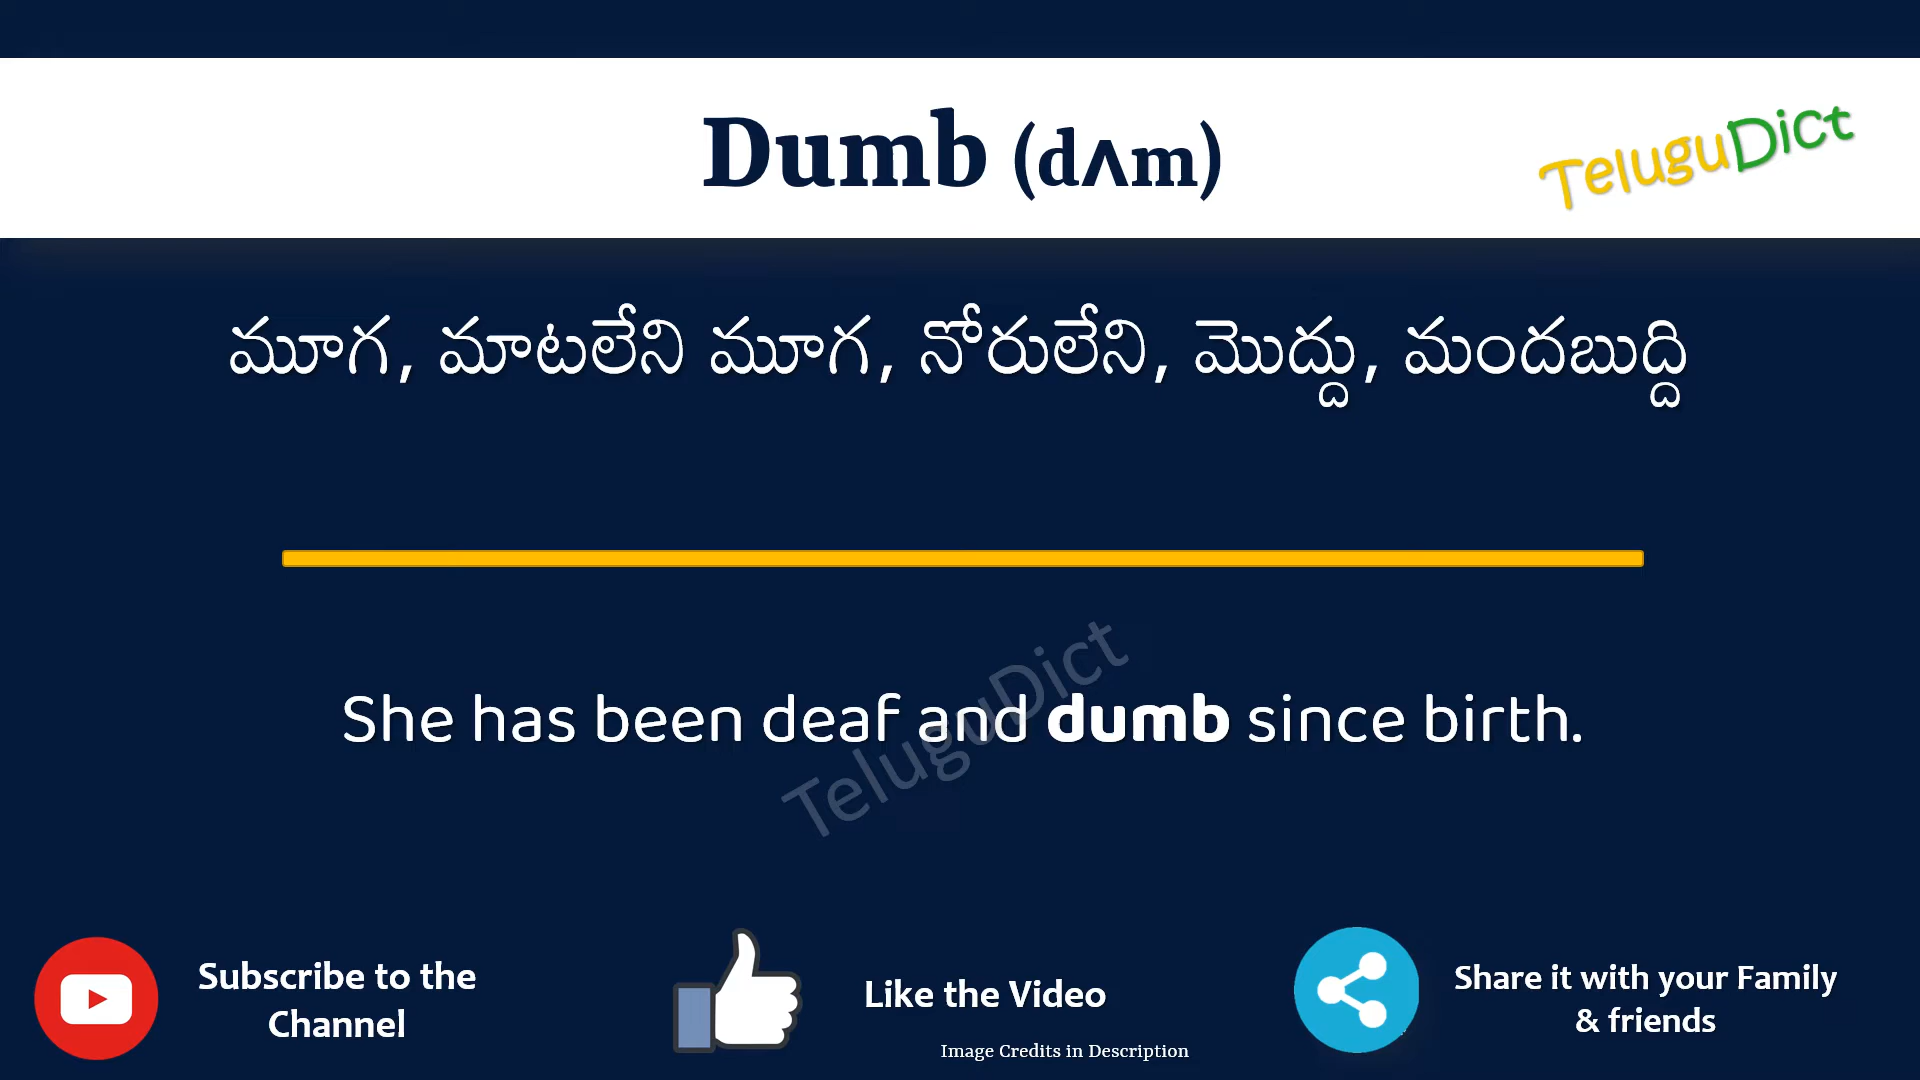 Dumb (dʌm)
TeluguDict
మూగ, మాటలేని మూగ, నోరులేని, మొద్దు, మందబుద్ది
She has been deaf and dumb since birth.
TeluguDict
Subscribe to the
Channel
Like the Video
Share it with your Family
& friends
Image Credits in Description